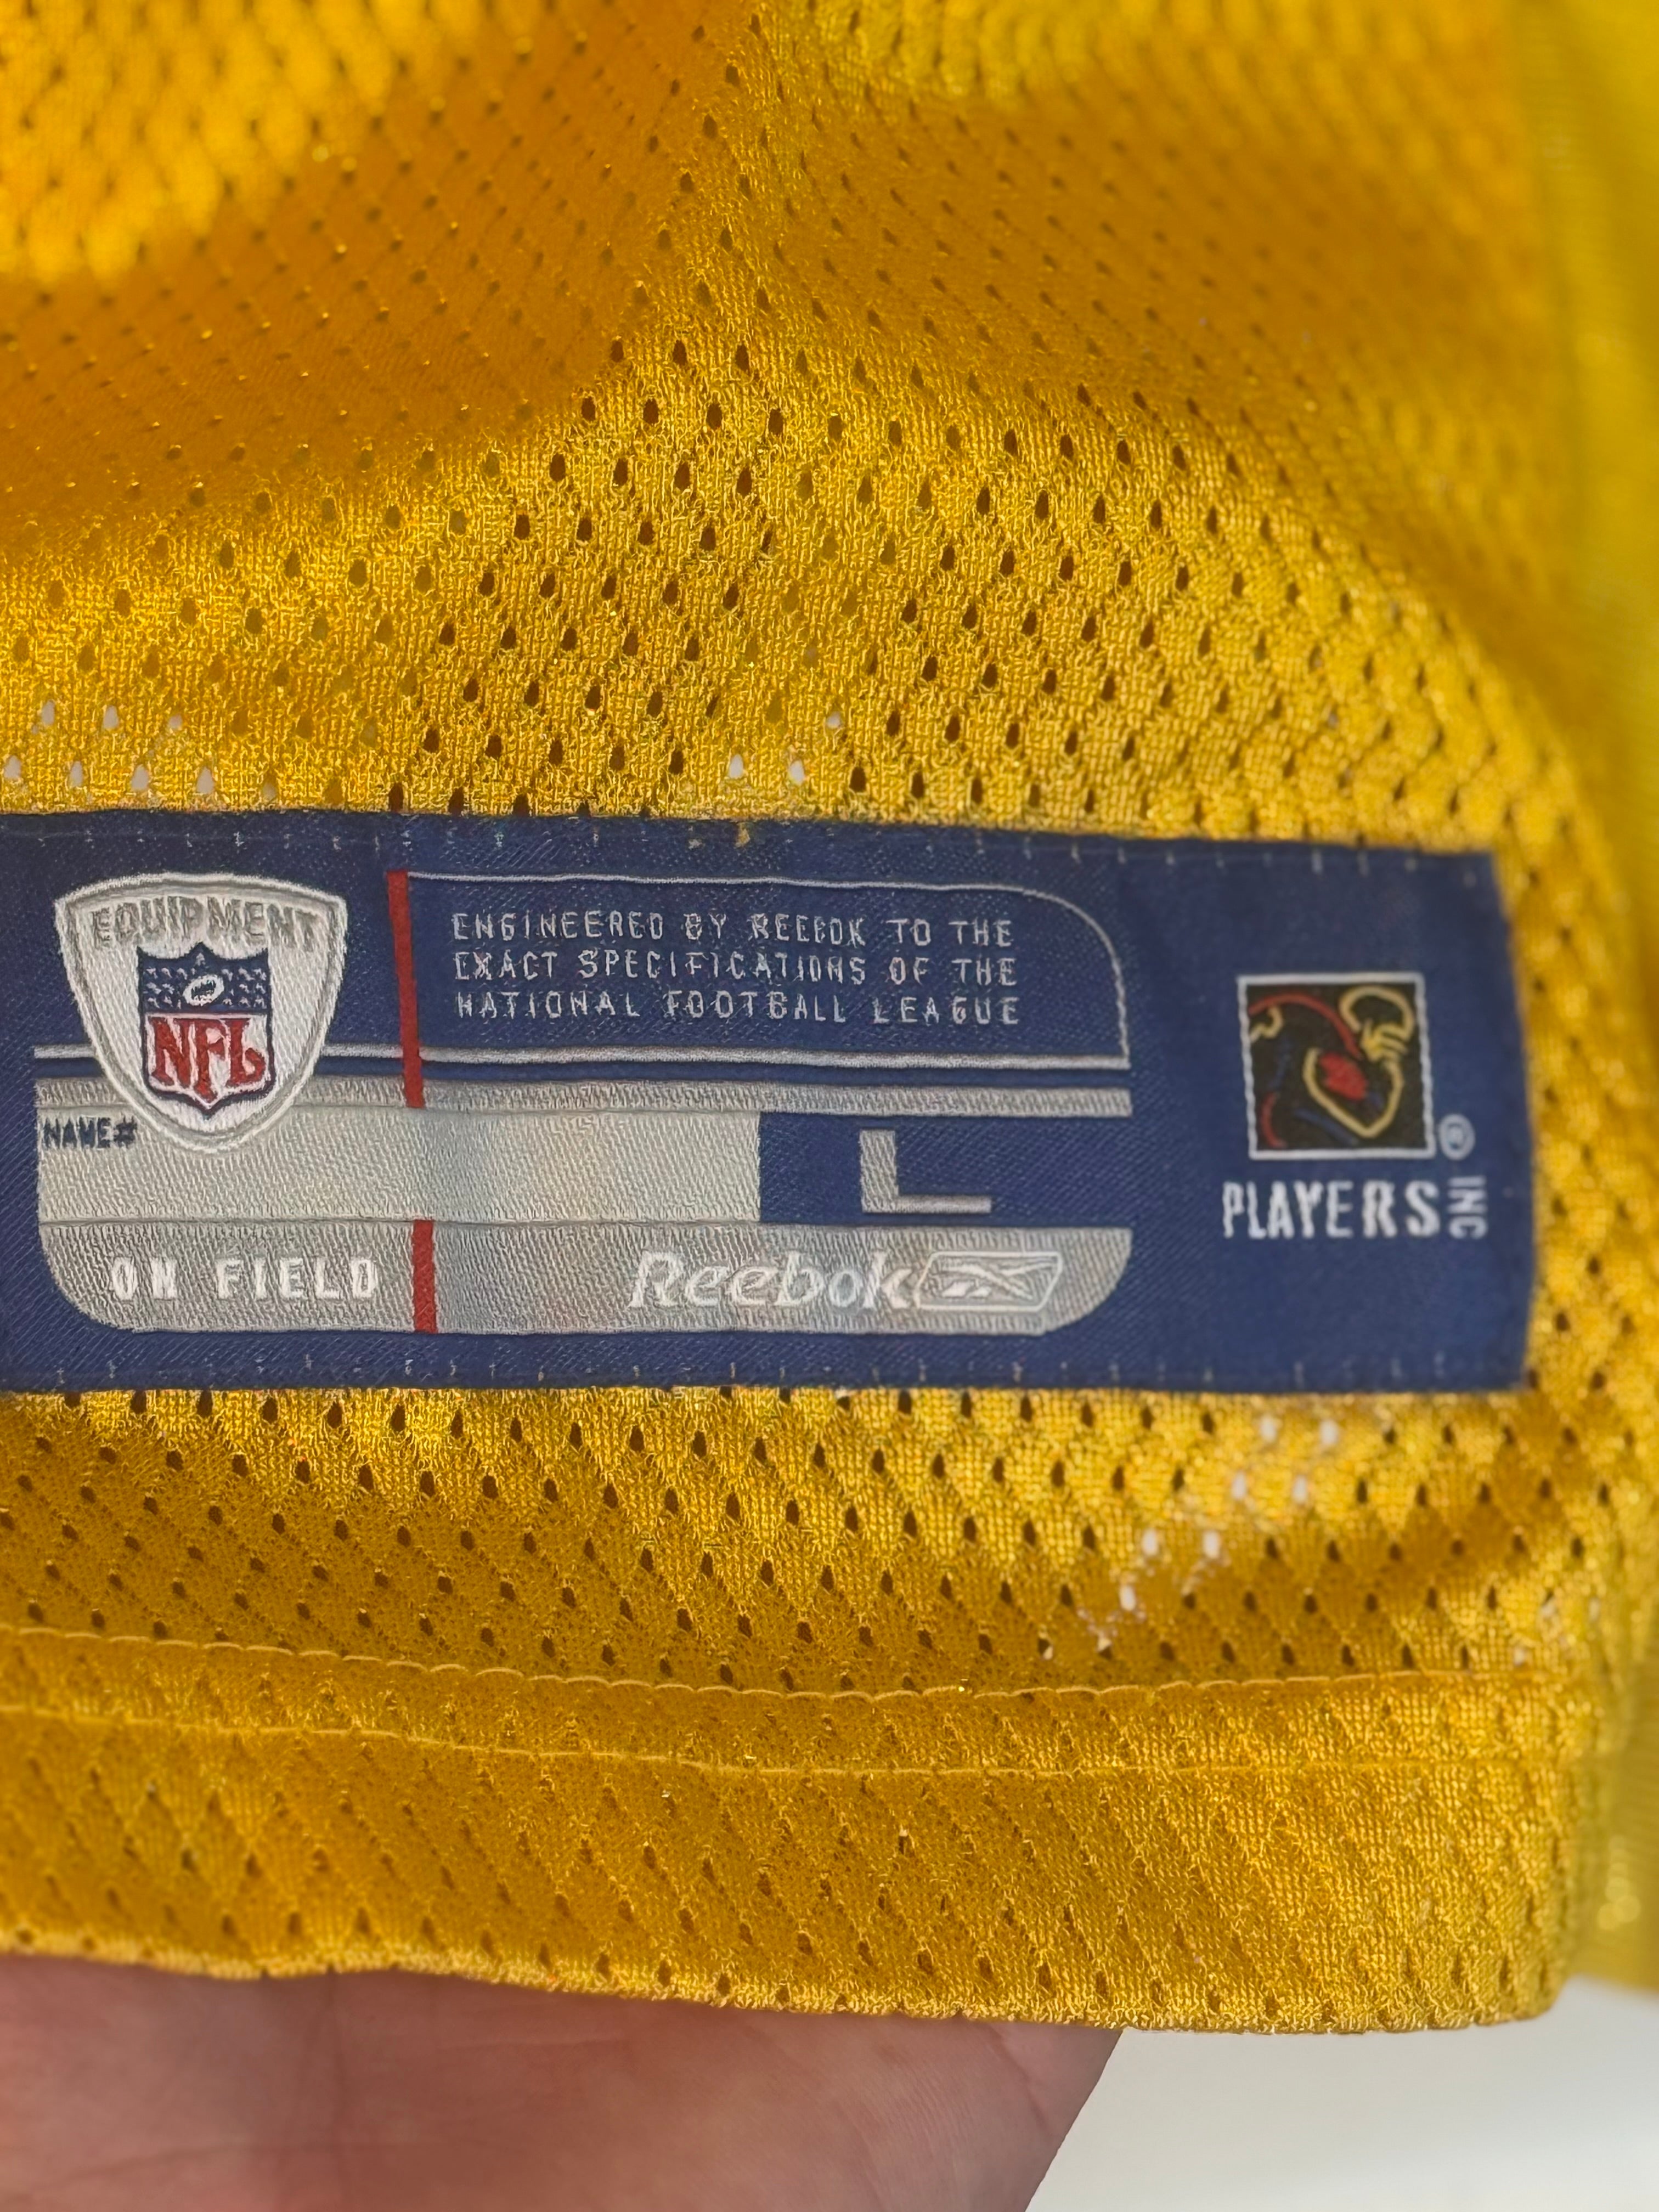 EQUIPMENT
NFL
ENGINEERED BY REEBOK TO THE
EXACT SPECIFICATIONS OF THE
NATIONAL FOOTBALL LEAGUE
NAME#
L
ON FIELD
Reebok
®
PLAYERS INC